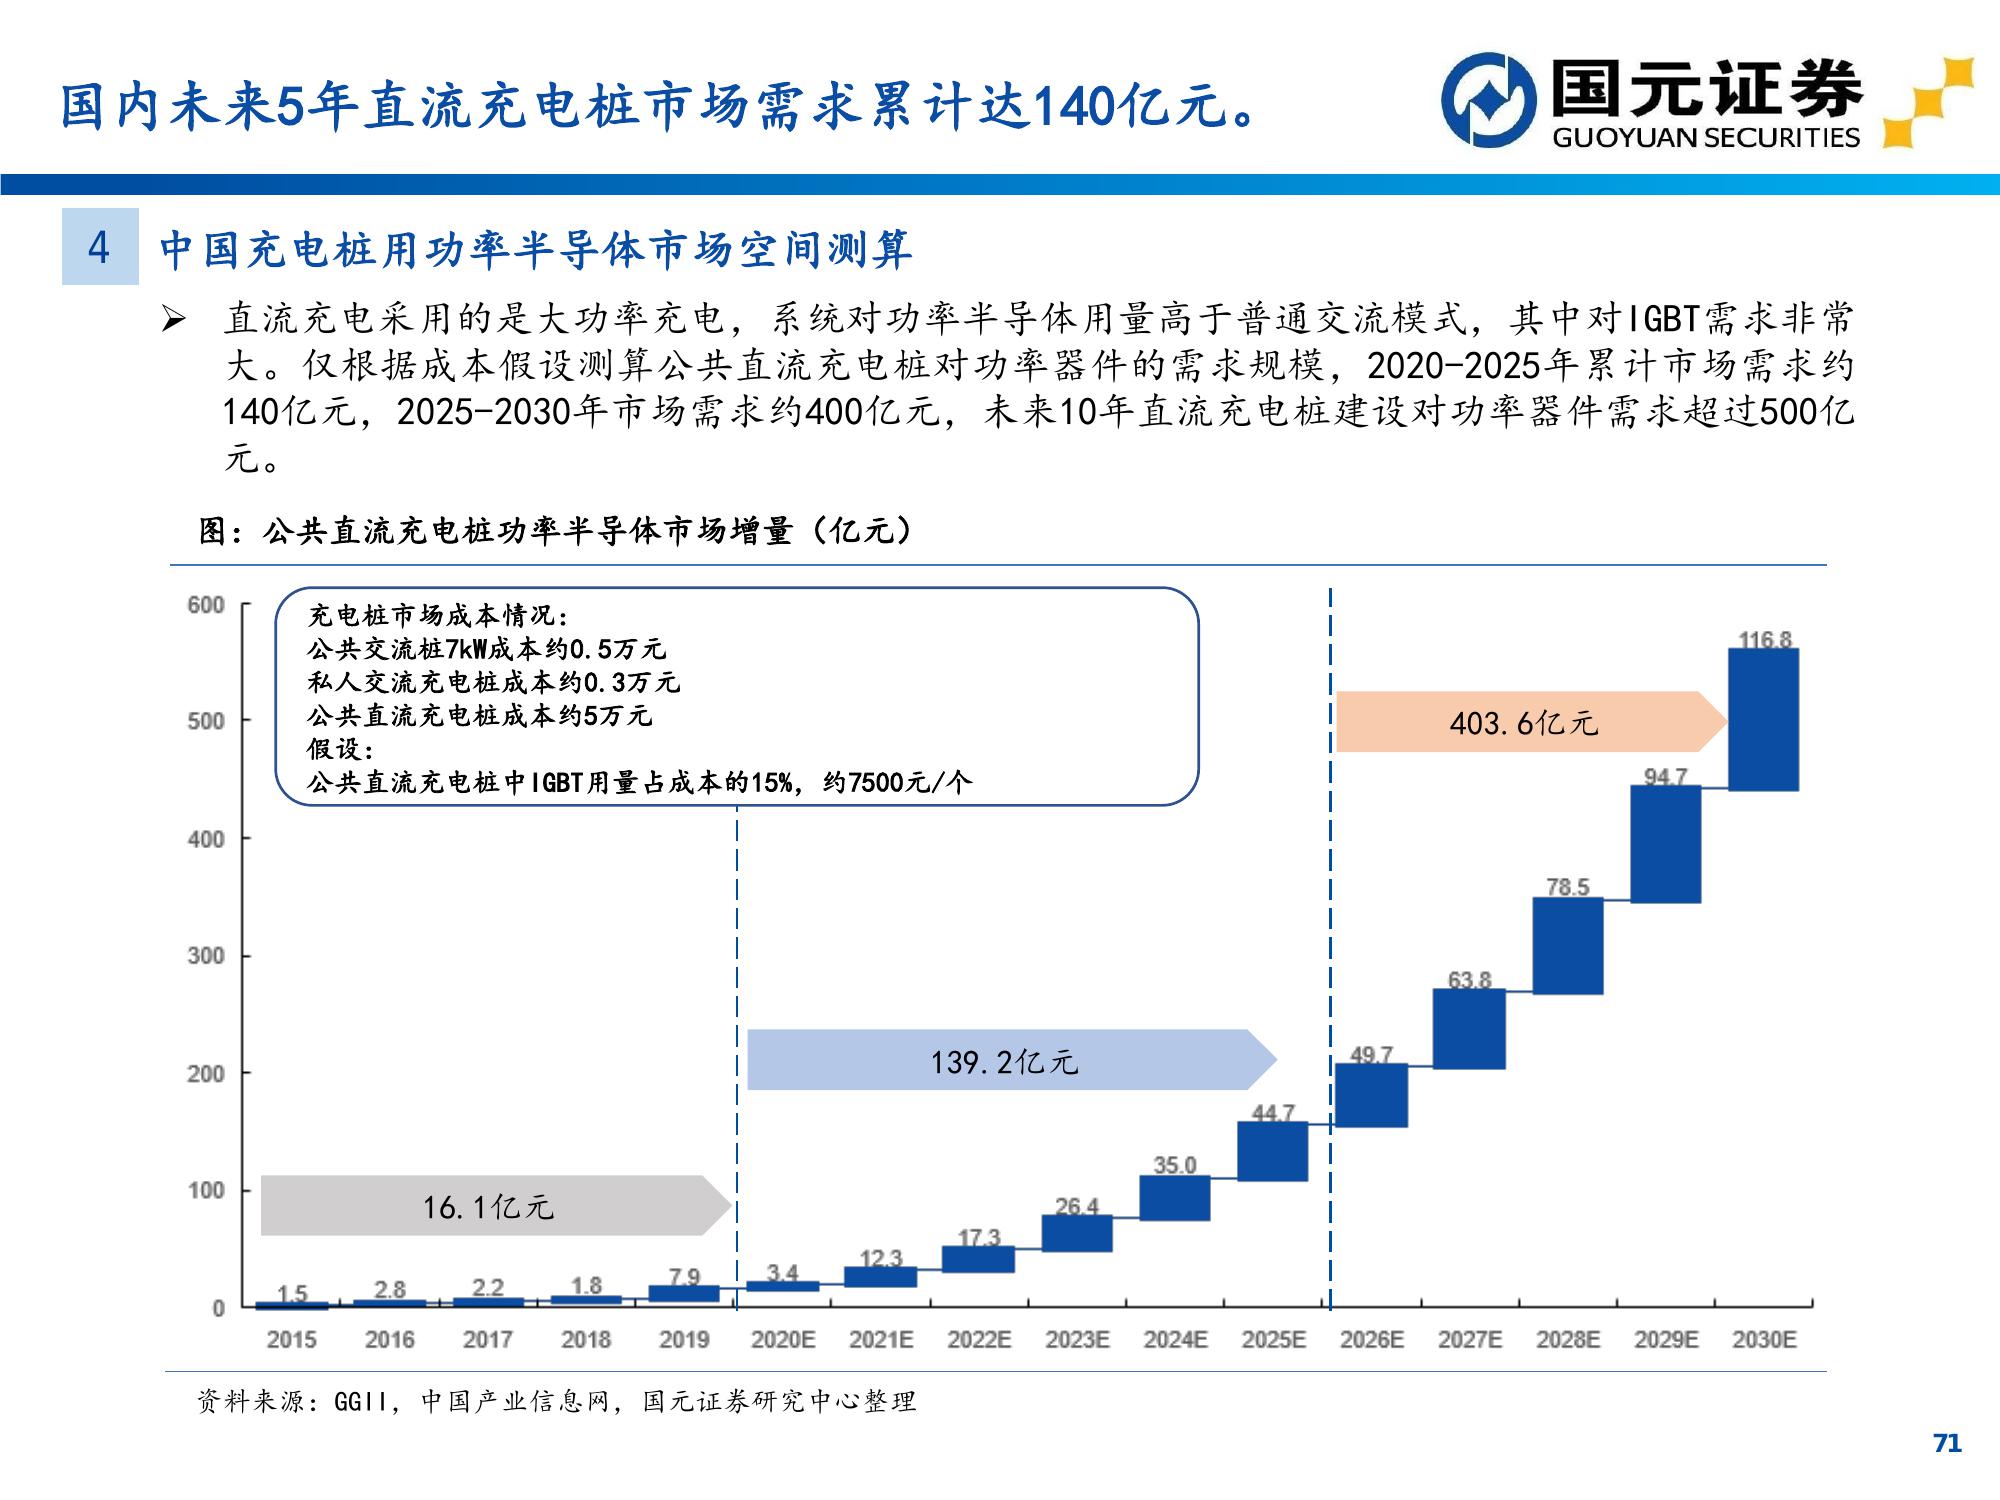 国内未来5年直流充电桩市场需求累计达140亿元。
国元证券
GUOYUAN SECURITIES
4 中国充电桩用功率半导体市场空间测算
➢ 直流充电采用的是大功率充电，系统对功率半导体用量高于普通交流模式，其中对IGBT需求非常
大。仅根据成本假设测算公共直流充电桩对功率器件的需求规模，2020-2025年累计市场需求约
140亿元，2025-2030年市场需求约400亿元，未来10年直流充电桩建设对功率器件需求超过500亿
元。
图：公共直流充电桩功率半导体市场增量（亿元）
充电桩市场成本情况：
公共交流桩7kW成本约0.5万元
私人交流充电桩成本约0.3万元
公共直流充电桩成本约5万元
假设：
公共直流充电桩中IGBT用量占成本的15%，约7500元/个
600
500
400
300
200
100
0
16.1亿元
139.2亿元
403.6亿元
1.5
2.8
2.2
1.8
7.9
3.4
12.3
17.3
26.4
35.0
44.7
49.7
63.8
78.5
94.7
116.8
2015 2016 2017 2018 2019 2020E 2021E 2022E 2023E 2024E 2025E 2026E 2027E 2028E 2029E 2030E
资料来源：GGII，中国产业信息网，国元证券研究中心整理
71